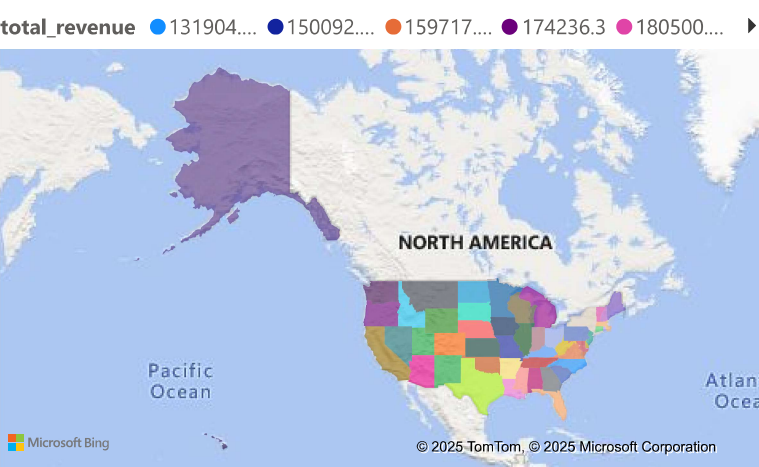 total_revenue 131904.... 150092.... 159717.... 174236.3 180500....
NORTH AMERICA
Pacific
Ocean
Atlan
Ocea
Microsoft Bing
© 2025 TomTom, © 2025 Microsoft Corporation